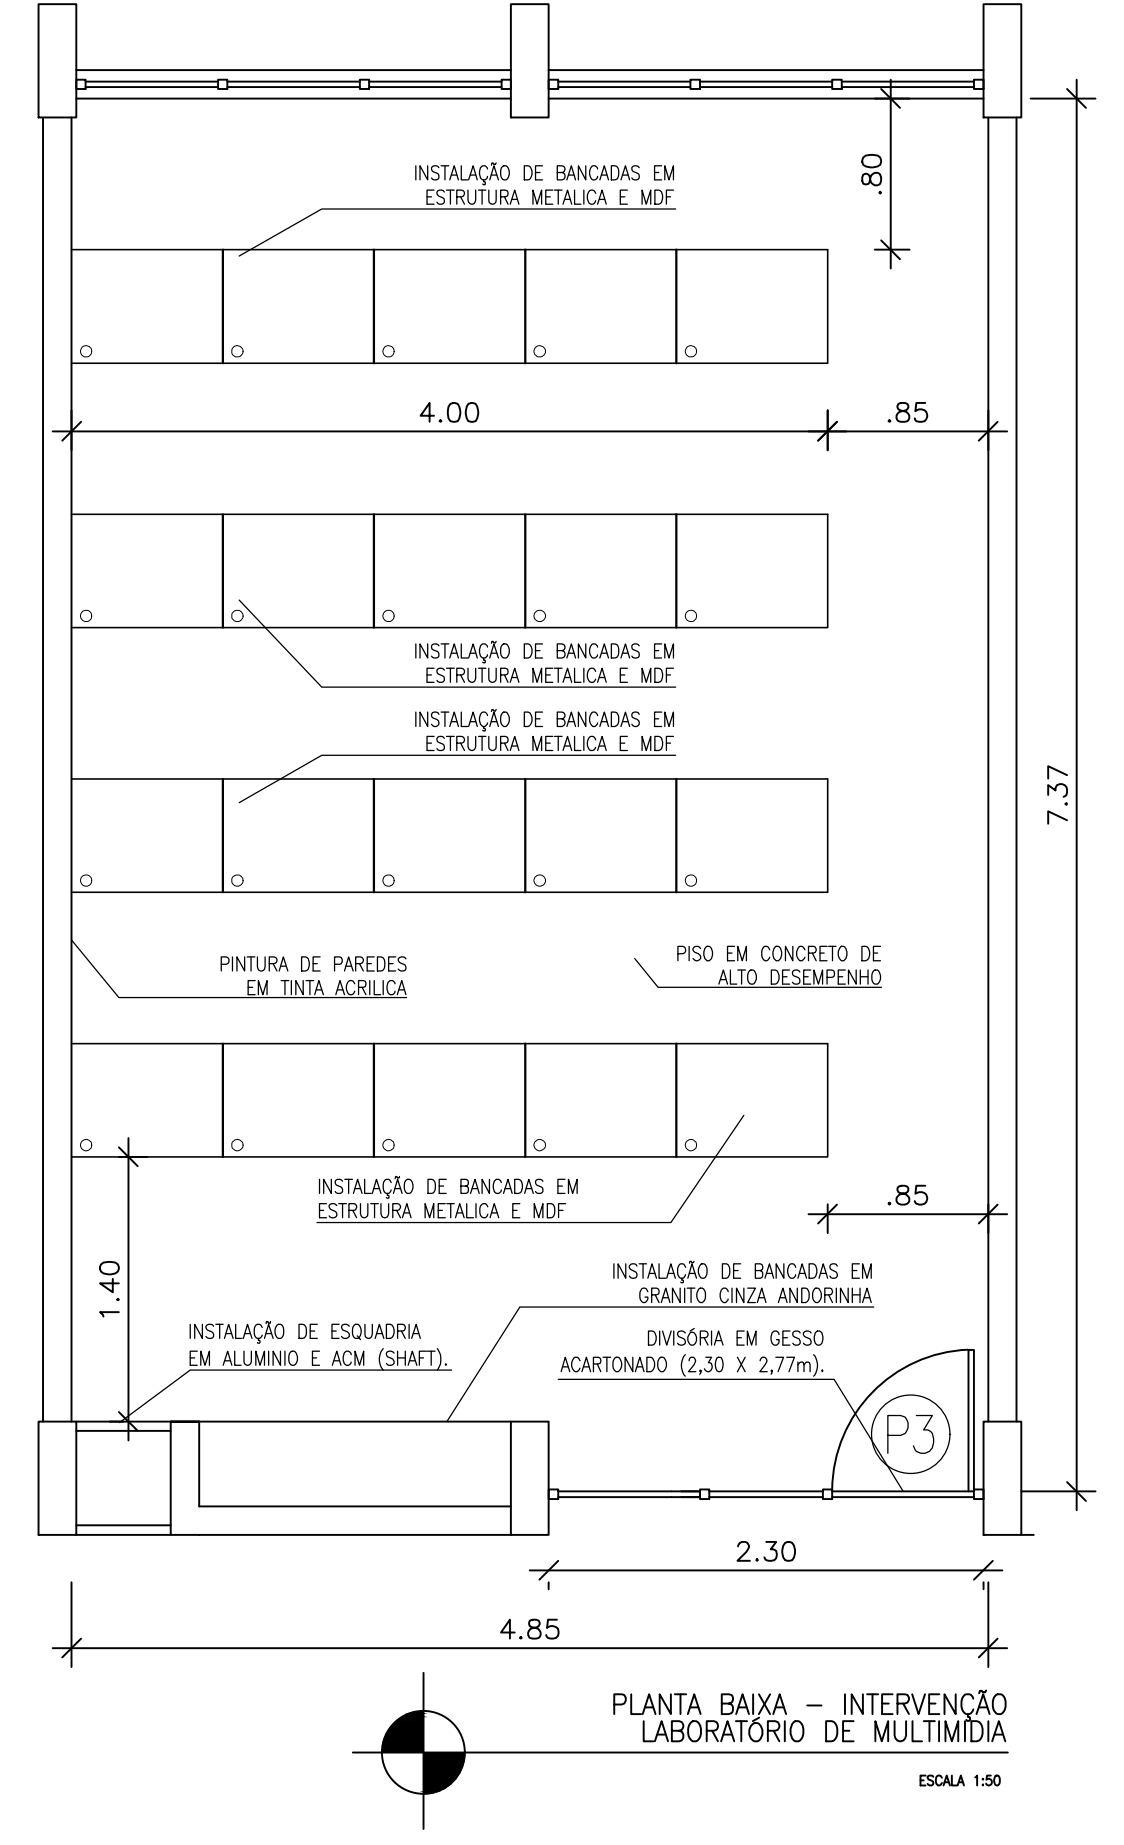 INSTALAÇÃO DE BANCADAS EM
ESTRUTURA METALICA E MDF
.80
4.00
.85
INSTALAÇÃO DE BANCADAS EM
ESTRUTURA METALICA E MDF
INSTALAÇÃO DE BANCADAS EM
ESTRUTURA METALICA E MDF
7.37
PINTURA DE PAREDES
EM TINTA ACRILICA
PISO EM CONCRETO DE
ALTO DESEMPENHO
INSTALAÇÃO DE BANCADAS EM
ESTRUTURA METALICA E MDF
.85
1.40
INSTALAÇÃO DE BANCADAS EM
GRANITO CINZA ANDORINHA
INSTALAÇÃO DE ESQUADRIA
EM ALUMINIO E ACM (SHAFT).
DIVISÓRIA EM GESSO
ACARTONADO (2,30 X 2,77m).
P3
2.30
4.85
PLANTA BAIXA – INTERVENÇÃO
LABORATÓRIO DE MULTIMÍDIA
ESCALA 1:50